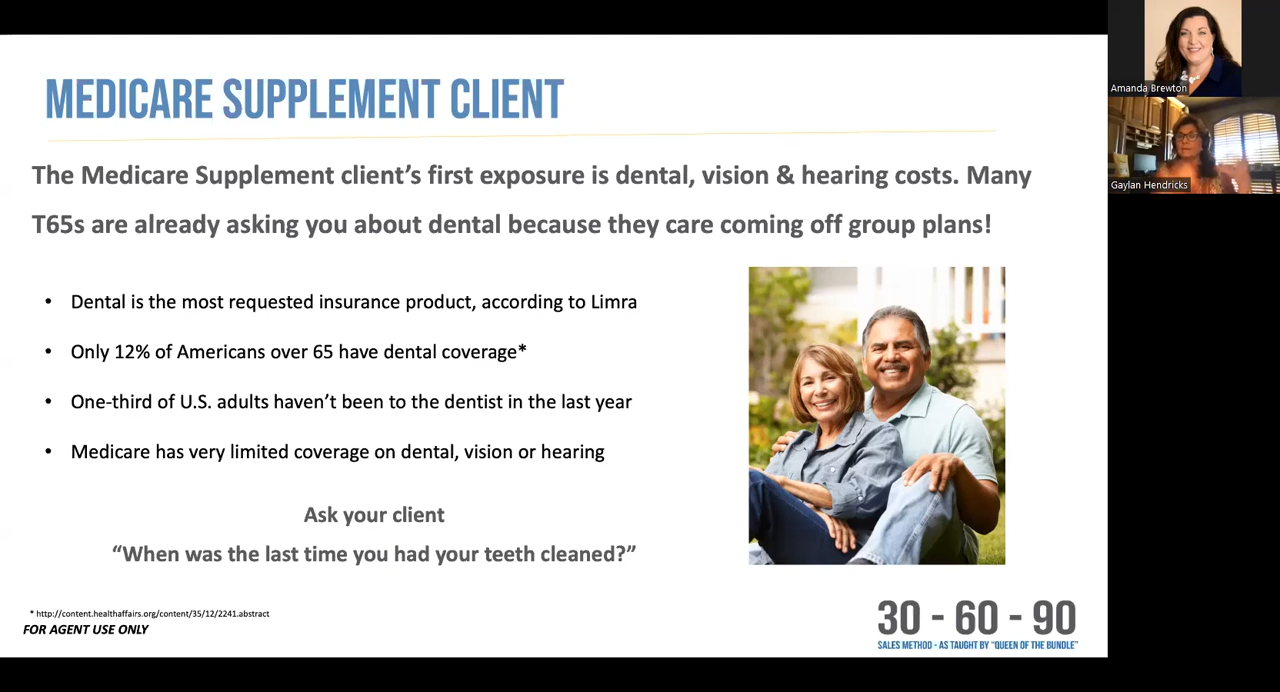 MEDICARE SUPPLEMENT CLIENT
The Medicare Supplement client’s first exposure is dental, vision & hearing costs. Many
T65s are already asking you about dental because they care coming off group plans!
• Dental is the most requested insurance product, according to Limra
• Only 12% of Americans over 65 have dental coverage*
• One-third of U.S. adults haven’t been to the dentist in the last year
• Medicare has very limited coverage on dental, vision or hearing
Ask your client
“When was the last time you had your teeth cleaned?”
* http://content.healthaffairs.org/content/35/12/2241.abstract
FOR AGENT USE ONLY
30 - 60 - 90
SALES METHOD - AS TAUGHT BY “QUEEN OF THE BUNDLE”
Amanda Brewton
Gaylan Hendricks